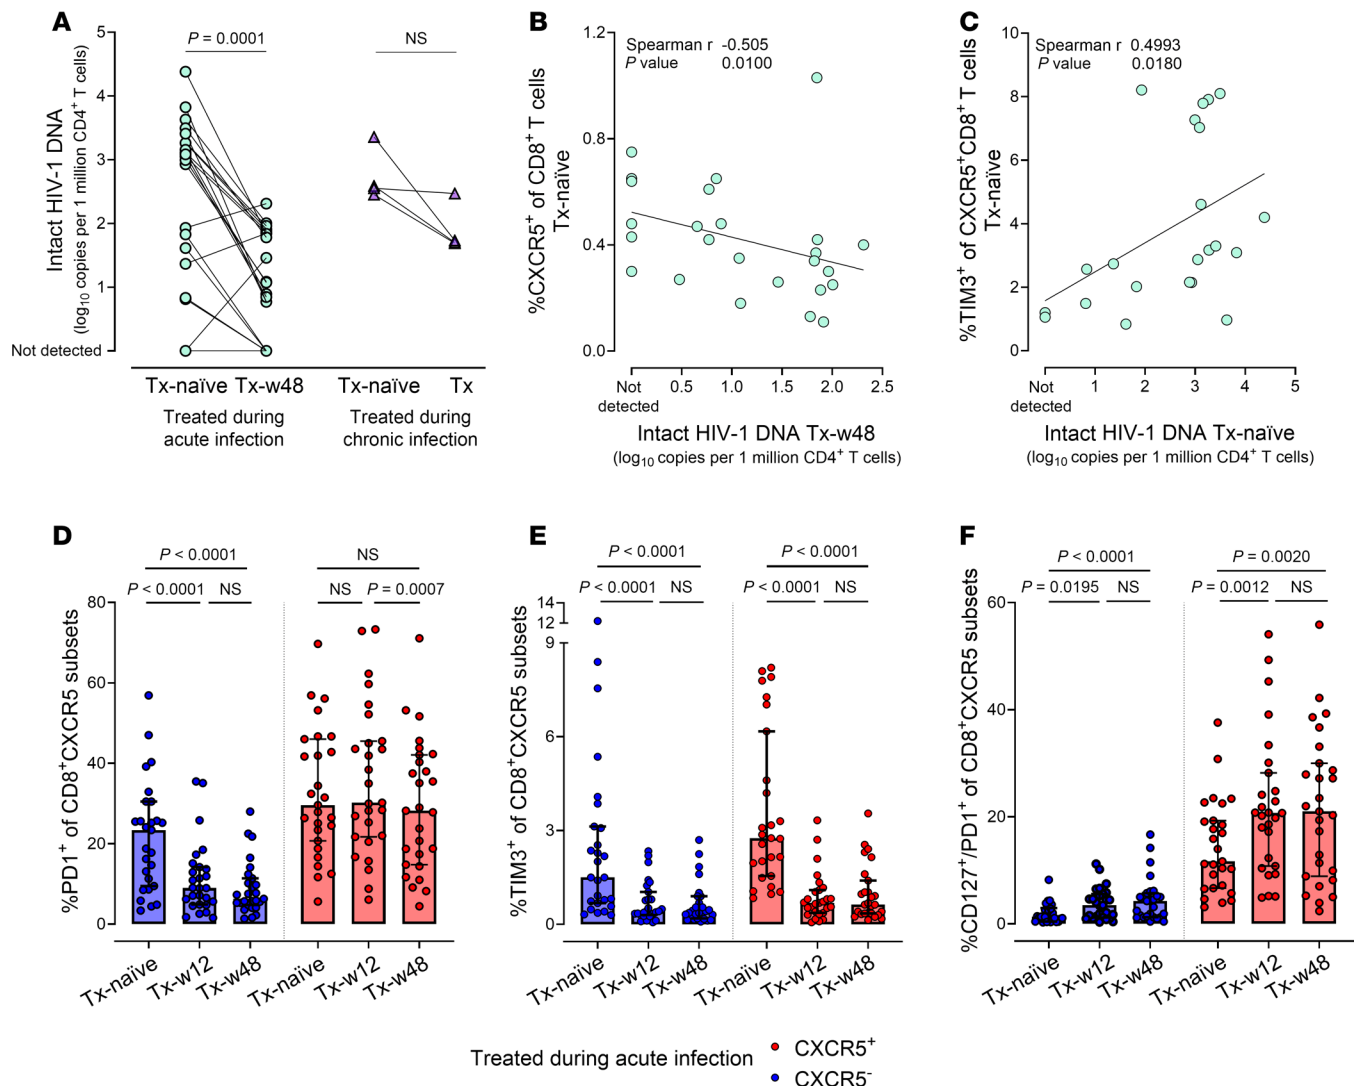 A
P = 0.0001
NS
Intact HIV-1 DNA
(log10 copies per 1 million CD4+ T cells)
5
4
3
2
1
Not detected
Tx-naïve Tx-w48
Tx-naïve Tx
Treated during
acute infection
Treated during
chronic infection
B
Spearman r -0.505
P value 0.0100
%CXCR5+ of CD8+ T cells
Tx-naïve
1.2
0.8
0.4
0.0
Not
detected
0.5
1.0
1.5
2.0
2.5
Intact HIV-1 DNA Tx-w48
(log10 copies per 1 million CD4+ T cells)
C
Spearman r 0.4993
P value 0.0180
%TIM3+ of CXCR5+CD8+ T cells
Tx-naïve
10
8
6
4
2
0
Not
detected
1
2
3
4
5
Intact HIV-1 DNA Tx-naïve
(log10 copies per 1 million CD4+ T cells)
D
P < 0.0001
NS
P < 0.0001
NS
NS
P = 0.0007
%PD1+ of CD8+CXCR5 subsets
80
60
40
20
0
Tx-naïve
Tx-w12
Tx-w48
Tx-naïve
Tx-w12
Tx-w48
E
P < 0.0001
P < 0.0001
P < 0.0001
NS
P < 0.0001
NS
%TIM3+ of CD8+CXCR5 subsets
14
12
9
6
3
0
Tx-naïve
Tx-w12
Tx-w48
Tx-naïve
Tx-w12
Tx-w48
F
P < 0.0001
P = 0.0020
P = 0.0195
NS
P = 0.0012
NS
%CD127+/PD1+ of CD8+CXCR5 subsets
60
40
20
0
Tx-naïve
Tx-w12
Tx-w48
Tx-naïve
Tx-w12
Tx-w48
Treated during acute infection
CXCR5+
CXCR5-